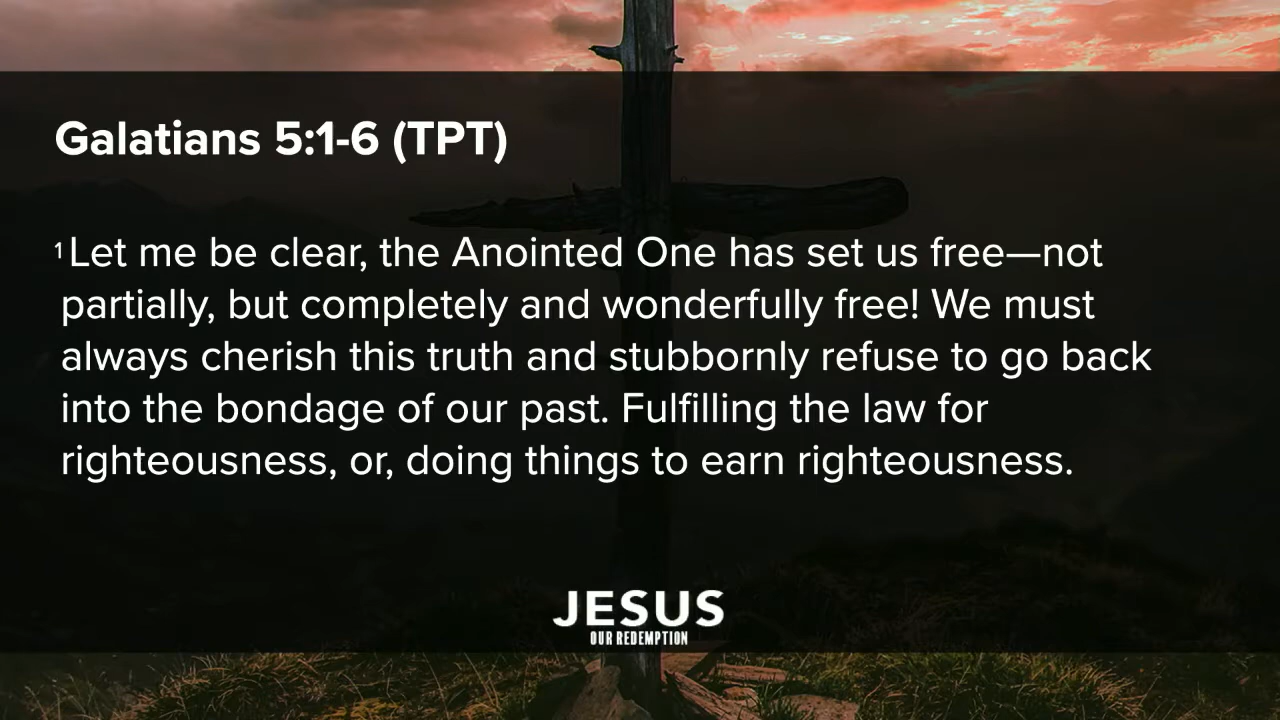 Galatians 5:1-6 (TPT)
1 Let me be clear, the Anointed One has set us free—not
partially, but completely and wonderfully free! We must
always cherish this truth and stubbornly refuse to go back
into the bondage of our past. Fulfilling the law for
righteousness, or, doing things to earn righteousness.
JESUS
OUR REDEMPTION